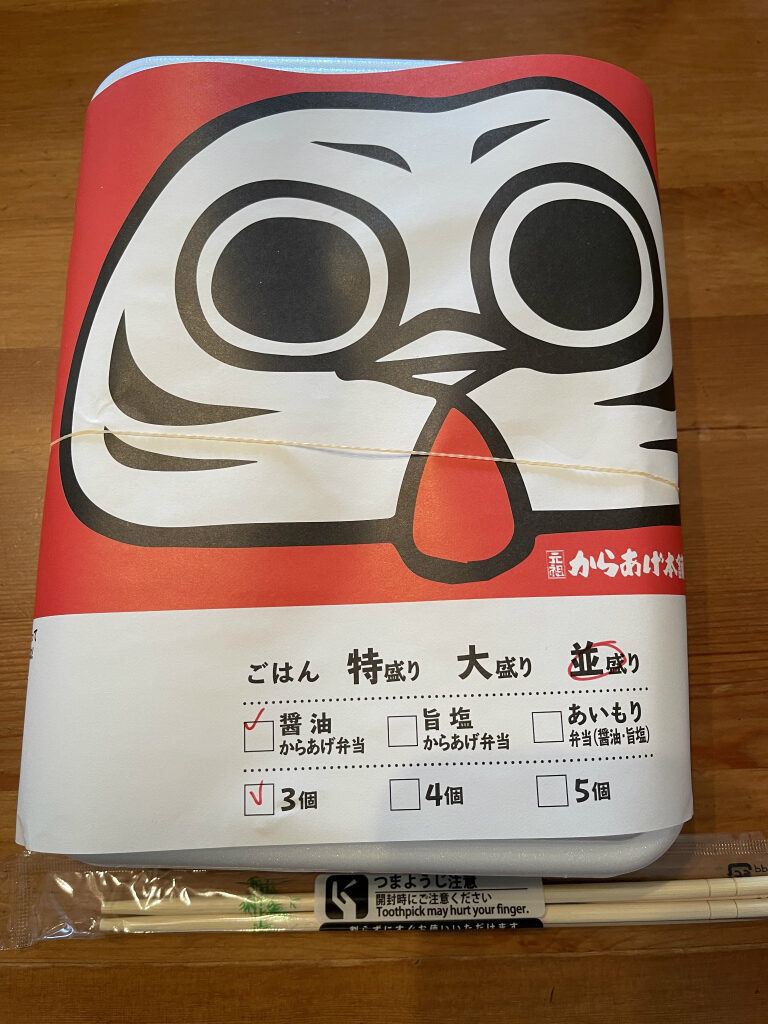 元祖 からあげ本舗
ごはん 特盛り 大盛り 並盛り
醤油 からあげ弁当
旨塩 からあげ弁当
あいもり 弁当(醤油・旨塩)
3個 4個 5個
つまようじ注意
開封時にご注意ください
Toothpick may hurt your finger.